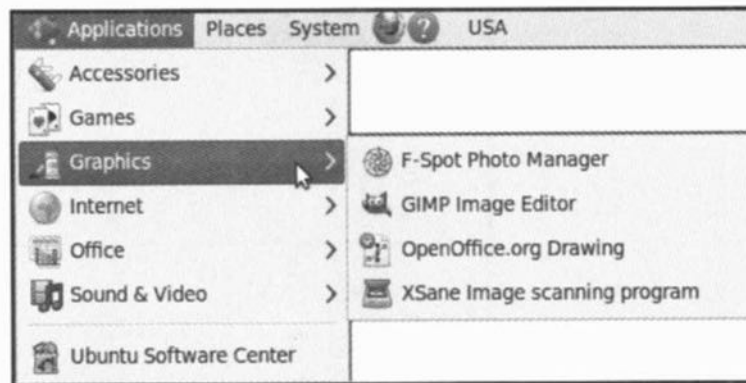 Applications Places System ? USA
Accessories
Games
Graphics
Internet
Office
Sound & Video
Ubuntu Software Center
F-Spot Photo Manager
GIMP Image Editor
OpenOffice.org Drawing
XSane Image scanning program